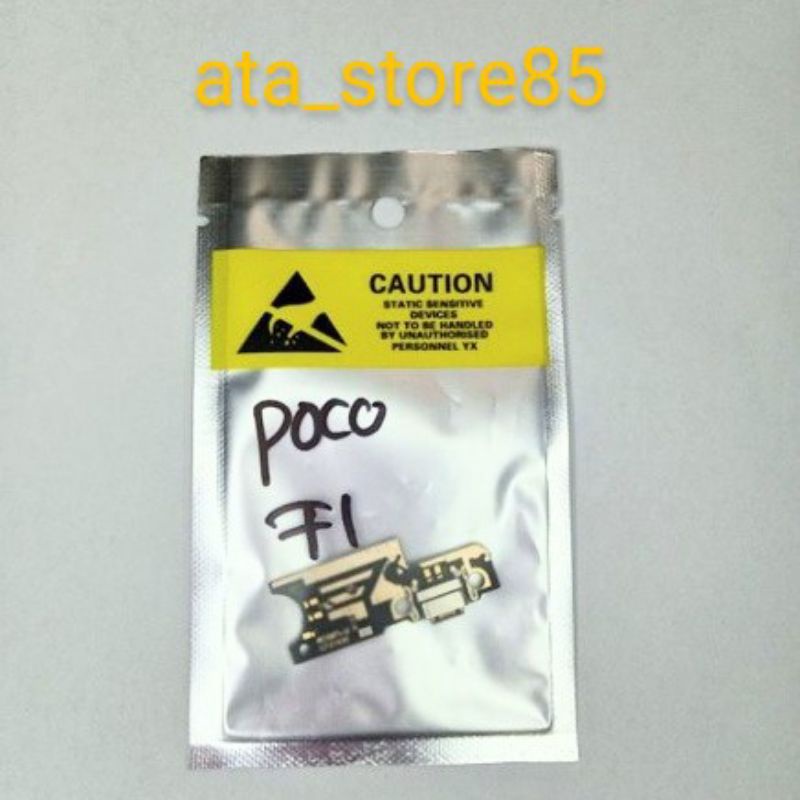 ata_store85
CAUTION
STATIC SENSITIVE
DEVICES
NOT TO BE HANDLED
BY UNAUTHORISED
PERSONNEL YX
POCO
F1